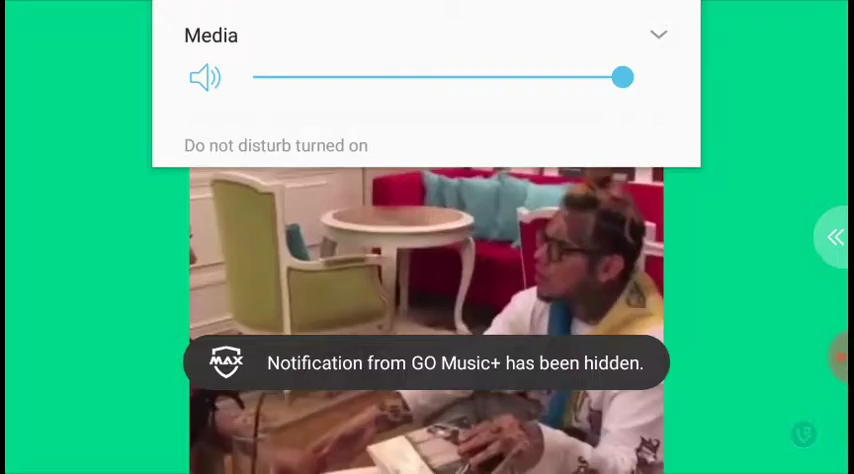 Media
Do not disturb turned on
MAX
Notification from GO Music+ has been hidden.